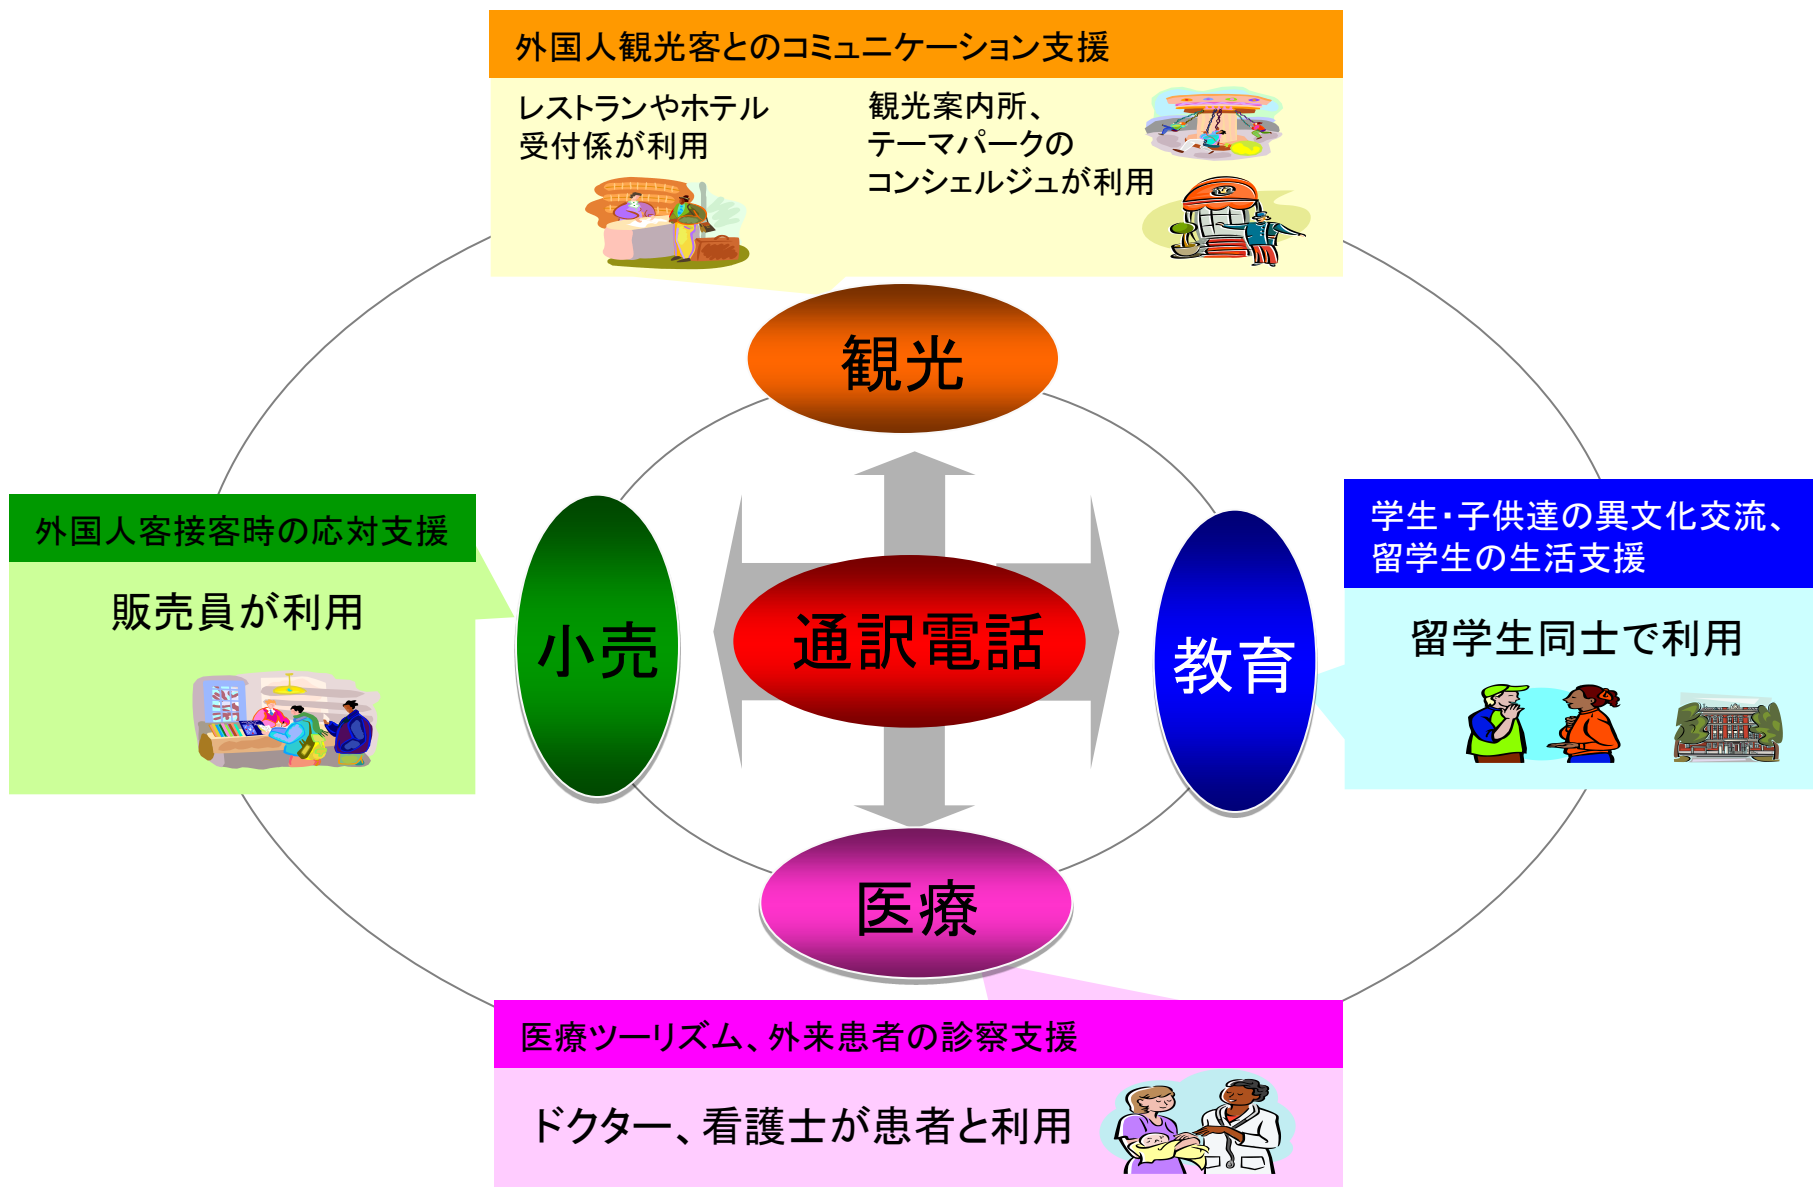 外国人観光客とのコミュニケーション支援
レストランやホテル
受付係が利用
観光案内所、
テーマパークの
コンシェルジュが利用
観光
外国人客接客時の応対支援
販売員が利用
小売
通訳電話
教育
学生・子供達の異文化交流、
留学生の生活支援
留学生同士で利用
医療
医療ツーリズム、外来患者の診察支援
ドクター、看護士が患者と利用